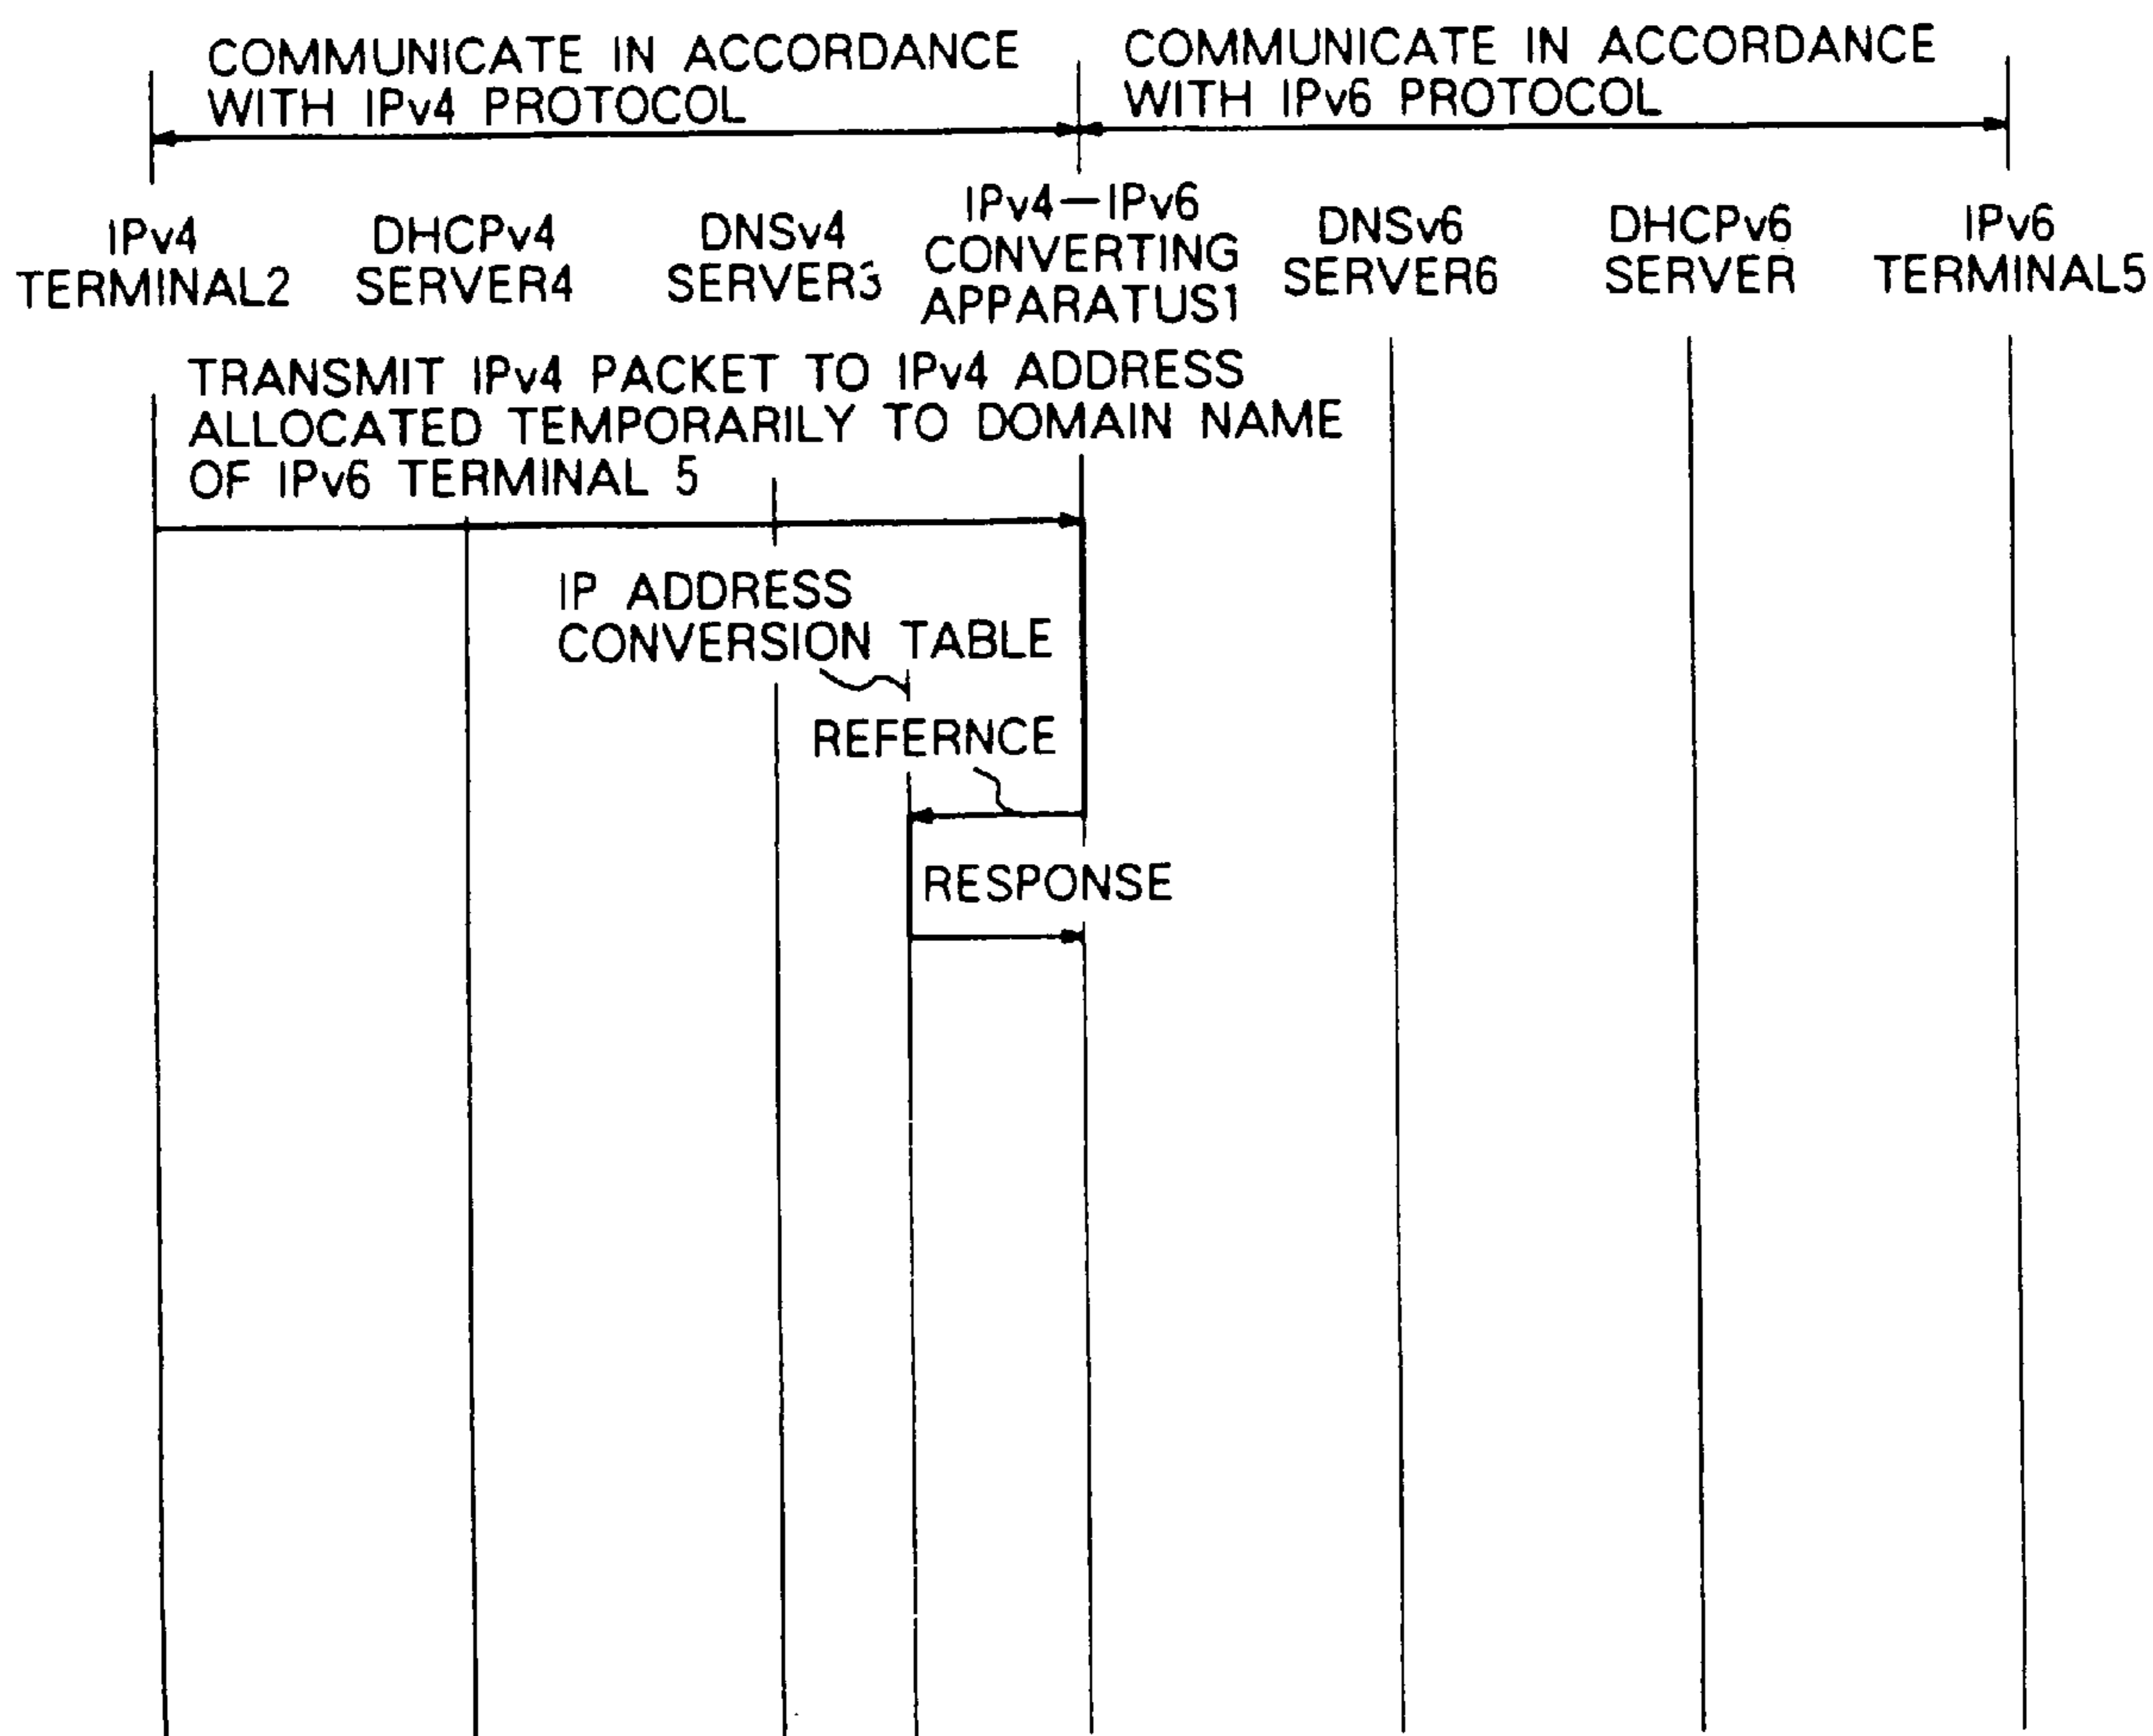 COMMUNICATE IN ACCORDANCE
WITH IPv4 PROTOCOL
COMMUNICATE IN ACCORDANCE
WITH IPv6 PROTOCOL
IPv4
TERMINAL2
DHCPv4
SERVER4
DNSv4
SERVER3
IPv4-IPv6
CONVERTING
APPARATUS1
DNSv6
SERVER6
DHCPv6
SERVER
IPv6
TERMINAL5
TRANSMIT IPv4 PACKET TO IPv4 ADDRESS
ALLOCATED TEMPORARILY TO DOMAIN NAME
OF IPv6 TERMINAL 5
IP ADDRESS
CONVERSION TABLE
REFERNCE
RESPONSE